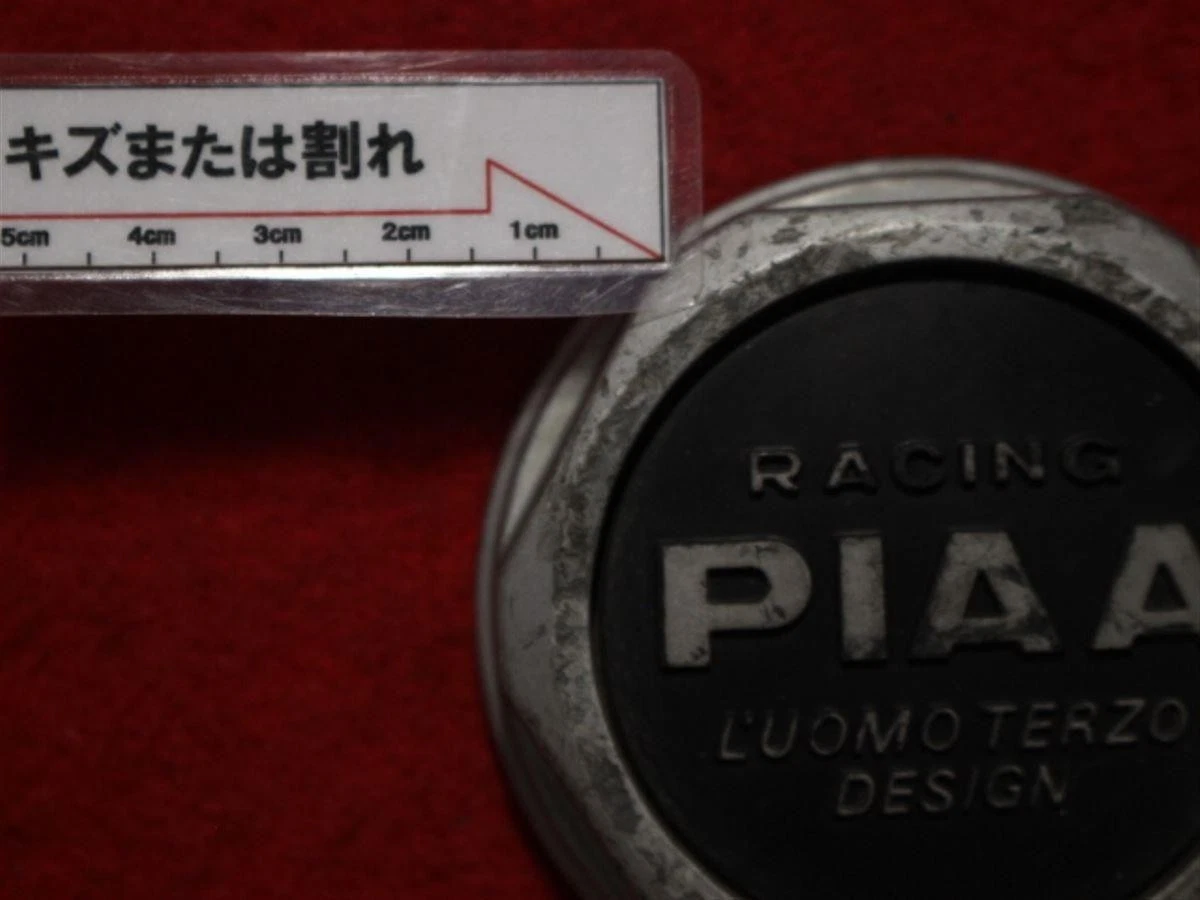 キズまたは割れ
5cm 4cm 3cm 2cm 1cm
RACING
PIAA
L'UOMO TERZO
DESIGN